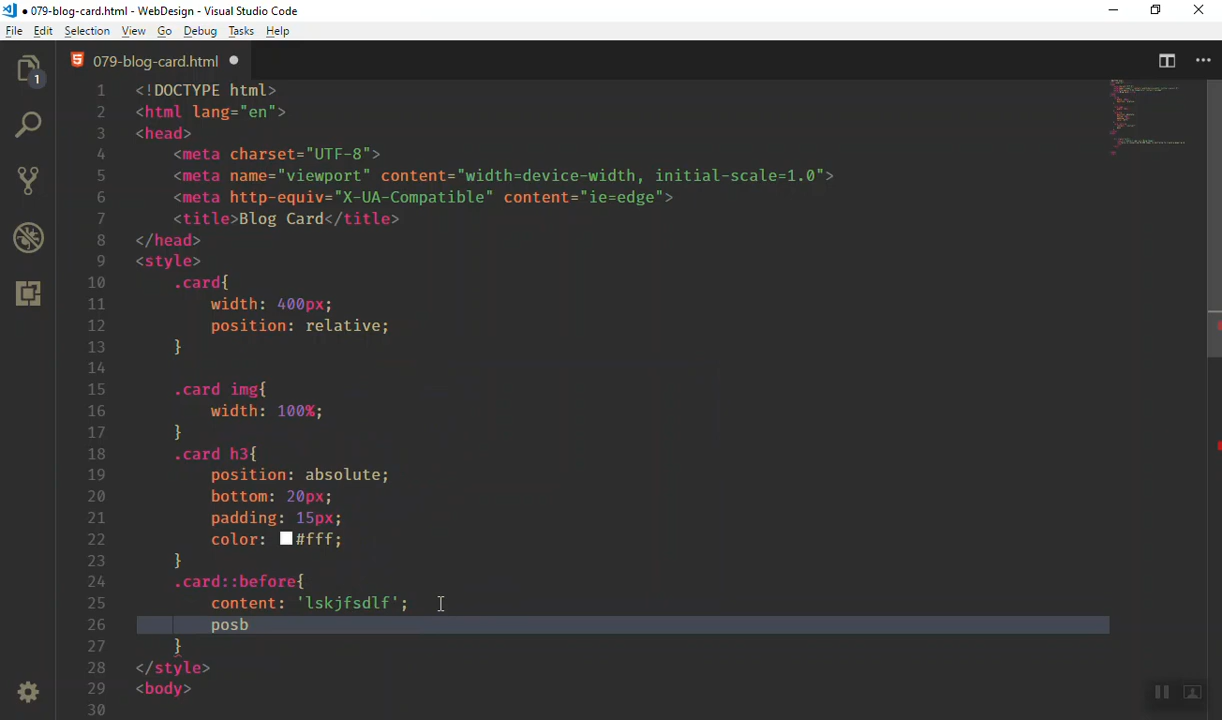 ● 079-blog-card.html - WebDesign - Visual Studio Code
File Edit Selection View Go Debug Tasks Help
079-blog-card.html
1
1 <!DOCTYPE html>
2 <html lang="en">
3 <head>
4 <meta charset="UTF-8">
5 <meta name="viewport" content="width=device-width, initial-scale=1.0">
6 <meta http-equiv="X-UA-Compatible" content="ie=edge">
7 <title>Blog Card</title>
8 </head>
9 <style>
10 .card{
11 width: 400px;
12 position: relative;
13 }
14
15 .card img{
16 width: 100%;
17 }
18 .card h3{
19 position: absolute;
20 bottom: 20px;
21 padding: 15px;
22 color: #fff;
23 }
24 .card::before{
25 content: 'lskjfsdlf';
26 posb
27 }
28 </style>
29 <body>
30